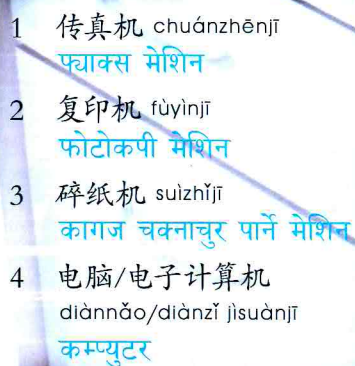 1 传真机 chuánzhēnjī
फ्याक्स मेशिन
2 复印机 fùyìnjī
फोटोकपी मेशिन
3 碎纸机 suìzhǐjī
कागज चक्नाचुर पार्ने मेशिन
4 电脑/电子计算机
diànnǎo/diànzǐ jìsuànjī
कम्प्युटर